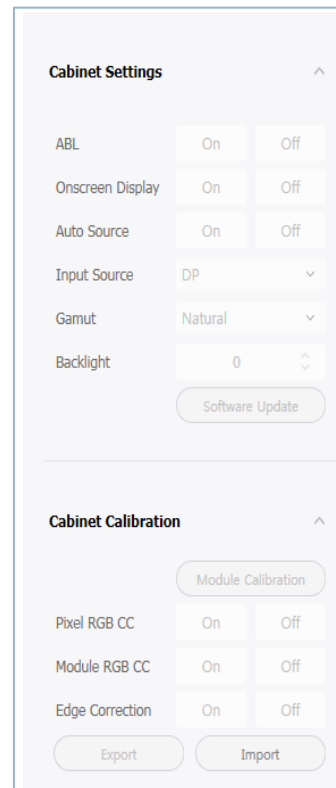 Cabinet Settings
ABL On Off
Onscreen Display On Off
Auto Source On Off
Input Source DP
Gamut Natural
Backlight 0
Software Update
Cabinet Calibration
Module Calibration
Pixel RGB CC On Off
Module RGB CC On Off
Edge Correction On Off
Export Import